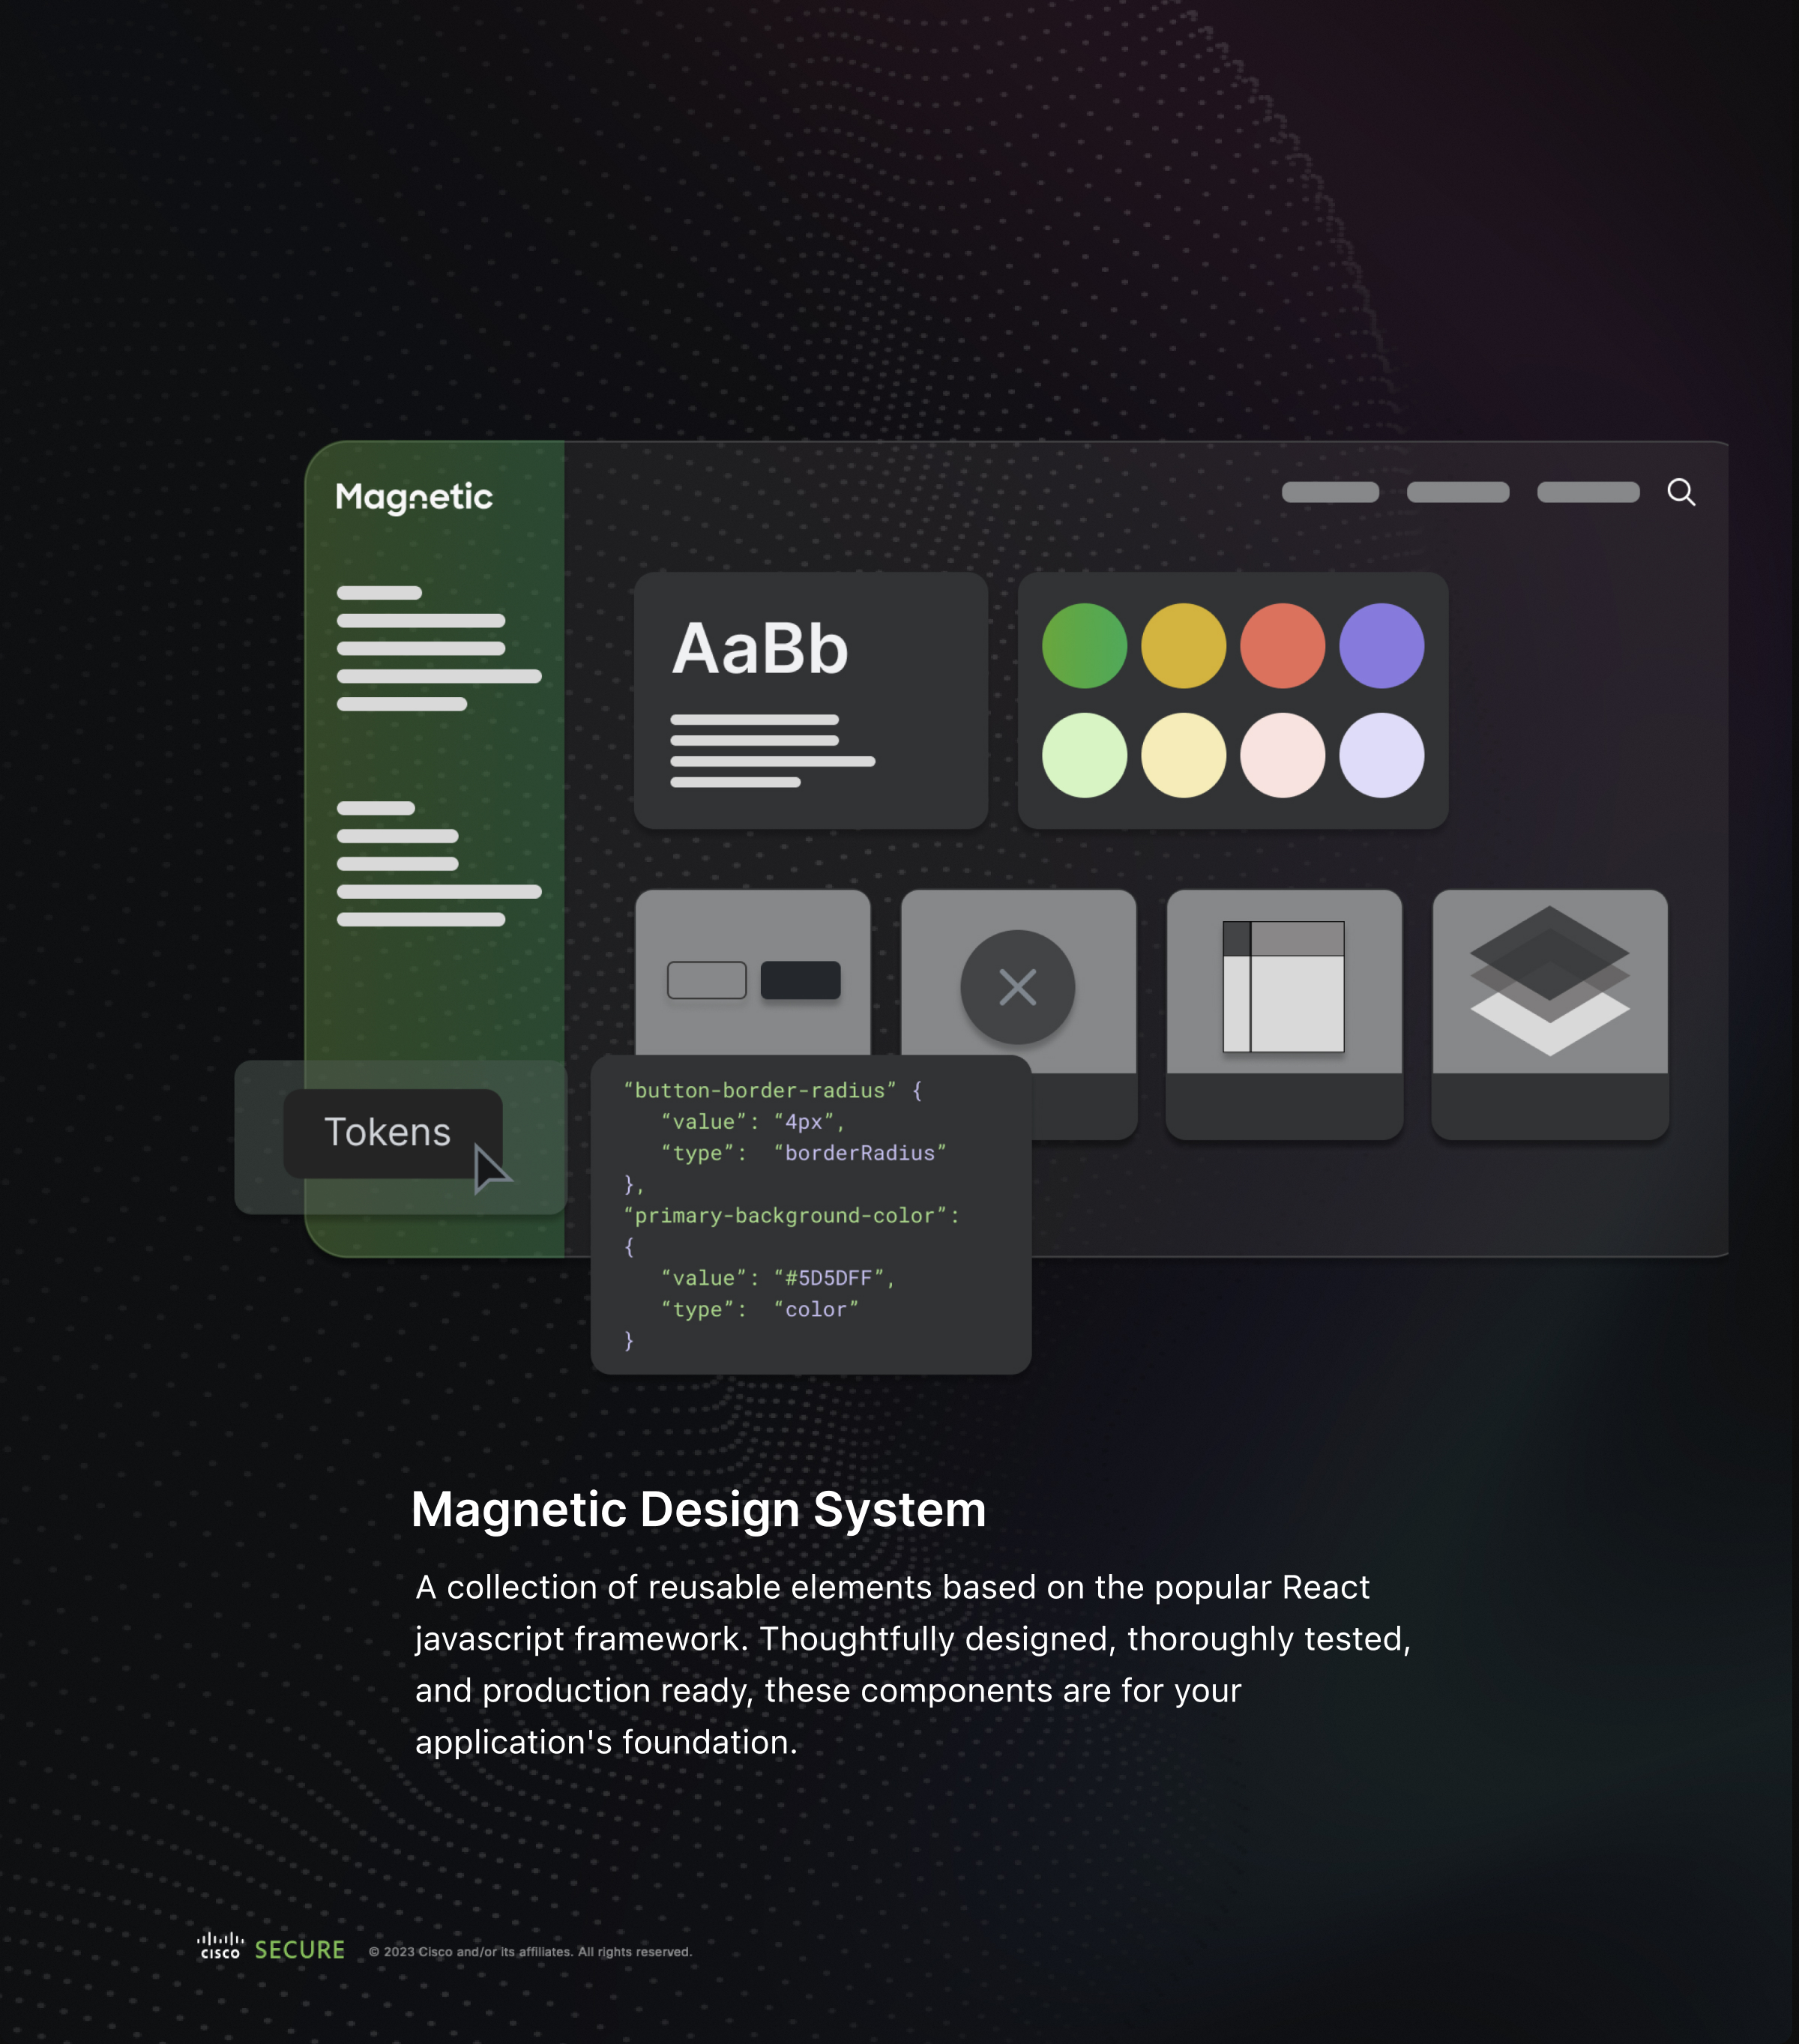 Magnetic
AaBb
Tokens
“button-border-radius” {
“value”: “4px”,
“type”: “borderRadius”
},
“primary-background-color”:
{
“value”: “#5D5DFF”,
“type”: “color”
}
Magnetic Design System
A collection of reusable elements based on the popular React
javascript framework. Thoughtfully designed, thoroughly tested,
and production ready, these components are for your
application's foundation.
cisco SECURE © 2023 Cisco and/or its affiliates. All rights reserved.